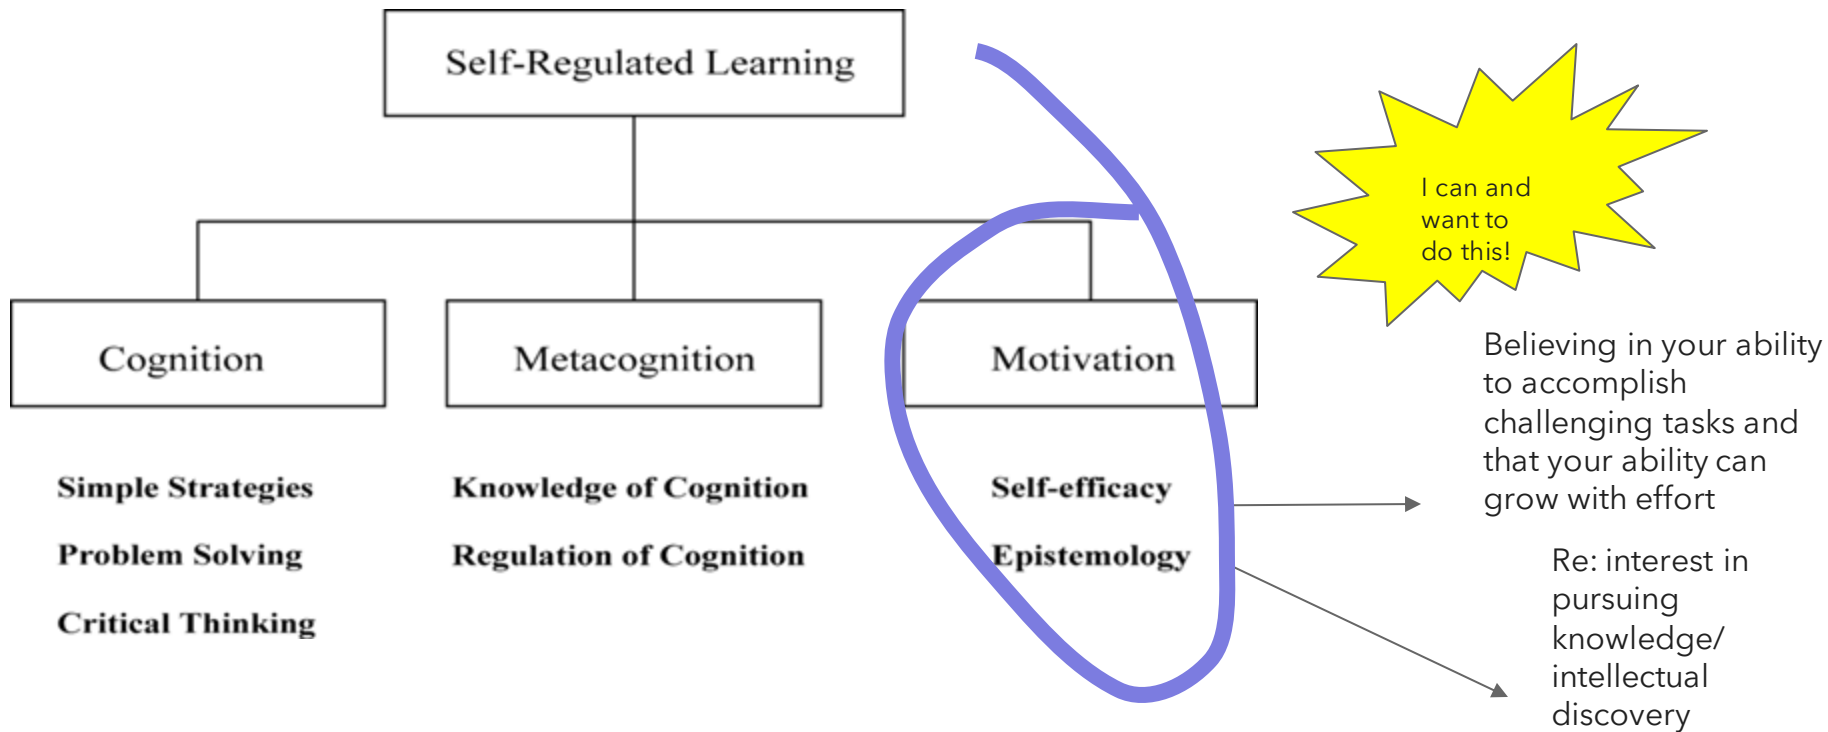 Self-Regulated Learning
I can and
want to
do this!
Cognition
Metacognition
Motivation
Believing in your ability
to accomplish
challenging tasks and
that your ability can
grow with effort
Simple Strategies
Problem Solving
Critical Thinking
Knowledge of Cognition
Regulation of Cognition
Self-efficacy
Epistemology
Re: interest in
pursuing
knowledge/
intellectual
discovery